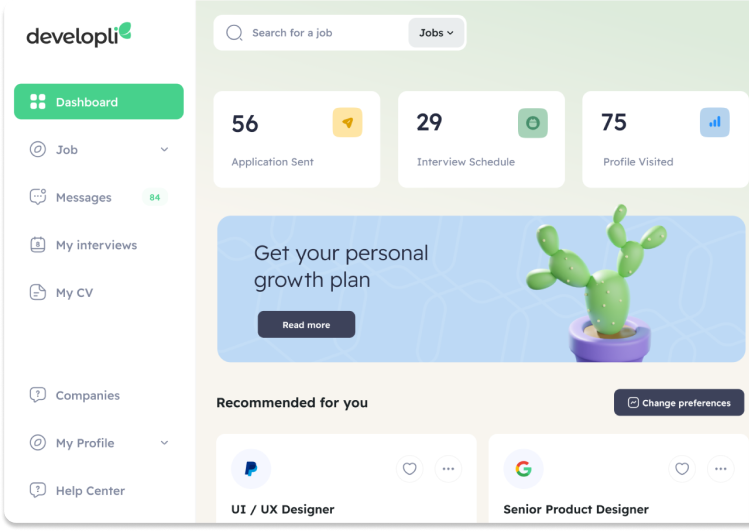 developli
Search for a job
Jobs
Dashboard
Job
Messages
84
My interviews
My CV
Companies
My Profile
Help Center
56
Application Sent
29
Interview Schedule
75
Profile Visited
Get your personal
growth plan
Read more
Recommended for you
Change preferences
UI / UX Designer
Senior Product Designer